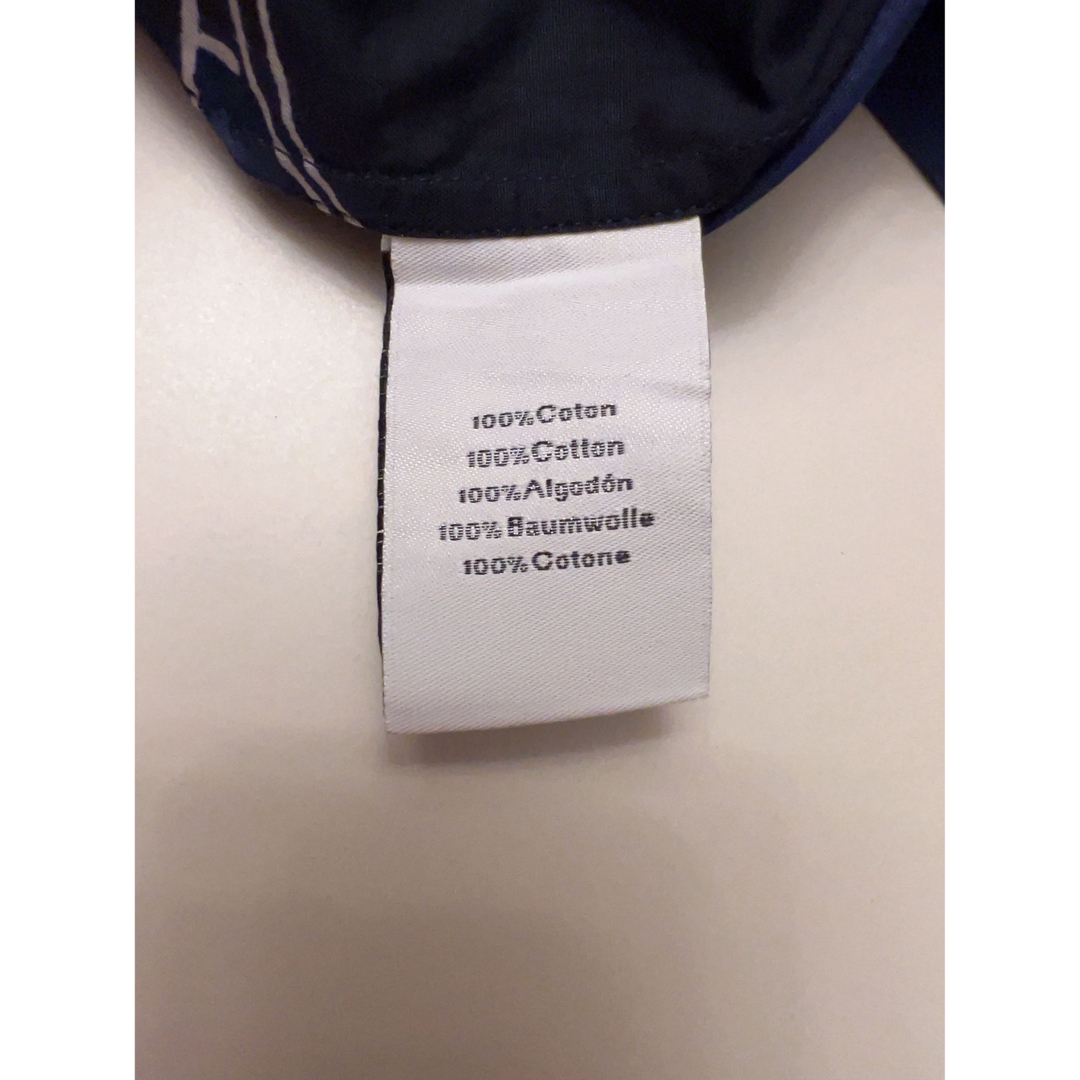 100% Coton
100% Cotton
100% Algodón
100% Baumwolle
100% Cotone